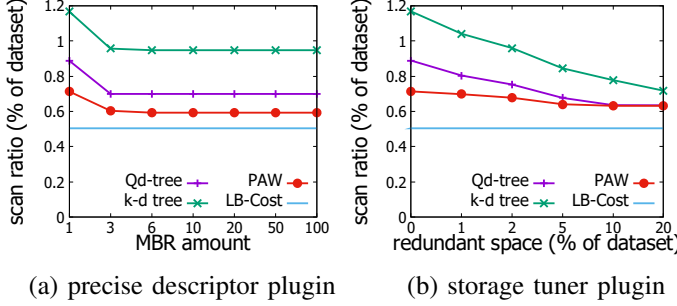 scan ratio (% of dataset)
1.2
1
0.8
0.6
0.4
0.2
0
Qd-tree
k-d tree
PAW
LB-Cost
1 3 6 10 20 50 100
MBR amount
(a) precise descriptor plugin
scan ratio (% of dataset)
1.2
1
0.8
0.6
0.4
0.2
0
Qd-tree
k-d tree
PAW
LB-Cost
0 1 2 5 10 20
redundant space (% of dataset)
(b) storage tuner plugin